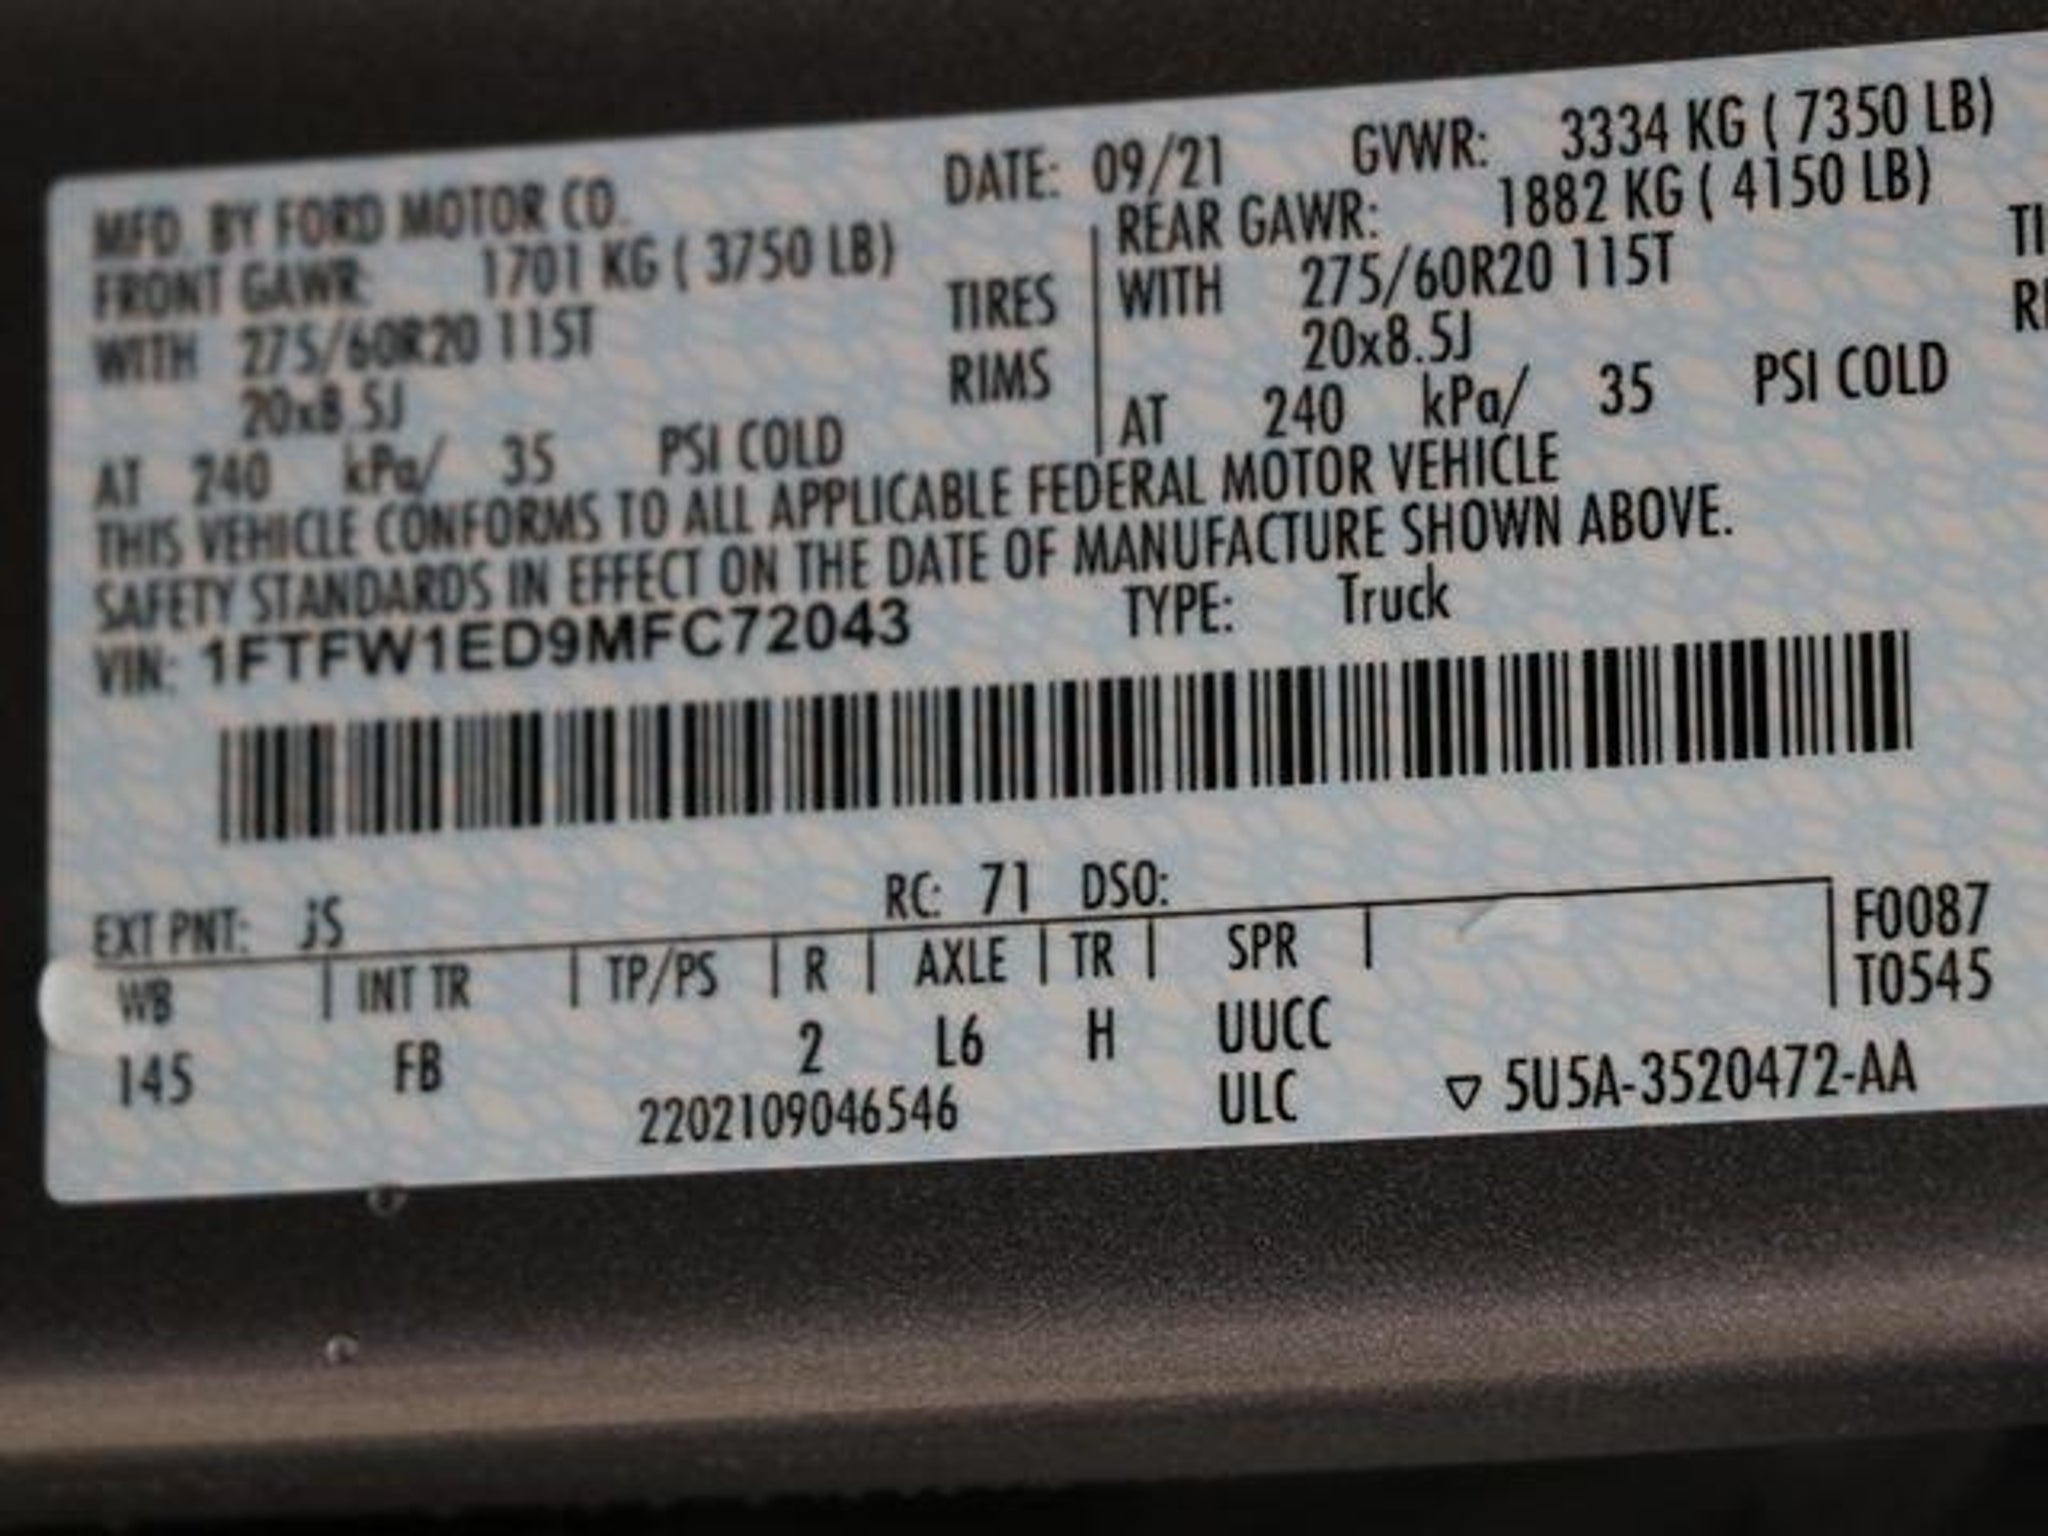 MFD. BY FORD MOTOR CO. DATE: 09/21 GVWR: 3334 KG ( 7350 LB)
FRONT GAWR: 1701 KG ( 3750 LB) REAR GAWR: 1882 KG ( 4150 LB)
WITH 275/60R20 115T TIRES WITH 275/60R20 115T TI
20x8.5J RIMS 20x8.5J RI
AT 240 kPa/ 35 PSI COLD AT 240 kPa/ 35 PSI COLD
THIS VEHICLE CONFORMS TO ALL APPLICABLE FEDERAL MOTOR VEHICLE
SAFETY STANDARDS IN EFFECT ON THE DATE OF MANUFACTURE SHOWN ABOVE.
VIN: 1FTFW1ED9MFC72043 TYPE: Truck
EXT PNT: JS RC: 71 DSO:
WB INT TR TP/PS R AXLE TR SPR F0087
T0545
145 FB 2 L6 H UUCC
2202109046546 ULC ▽ 5U5A-3520472-AA